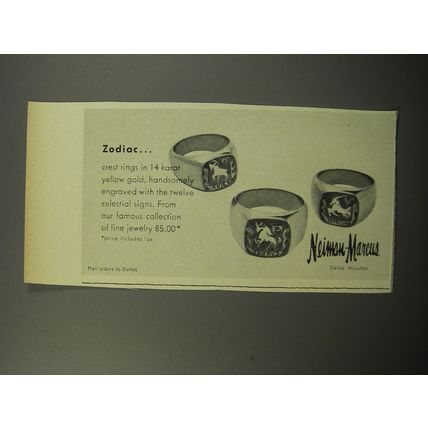 Zodiac...
crest rings in 14 karat
yellow gold, handsomely
engraved with the twelve
celestial signs. From
our famous collection
of fine jewelry 85.00*
*price includes tax
Mail orders to Dallas
Neiman-Marcus
Dallas Houston